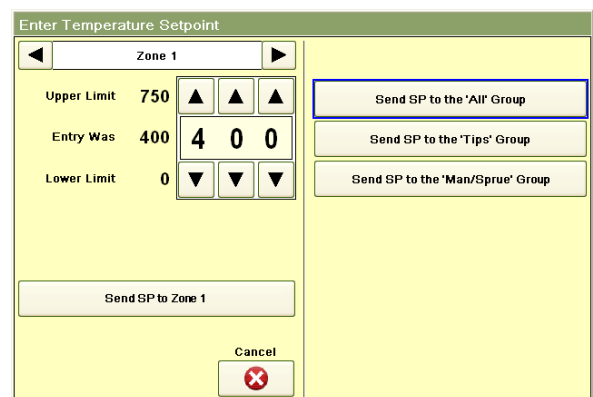 Enter Temperature Setpoint
Zone 1
Upper Limit 750
Entry Was 400 4 0 0
Lower Limit 0
Send SP to Zone 1
Cancel
Send SP to the 'All' Group
Send SP to the 'Tips' Group
Send SP to the 'Man/Sprue' Group